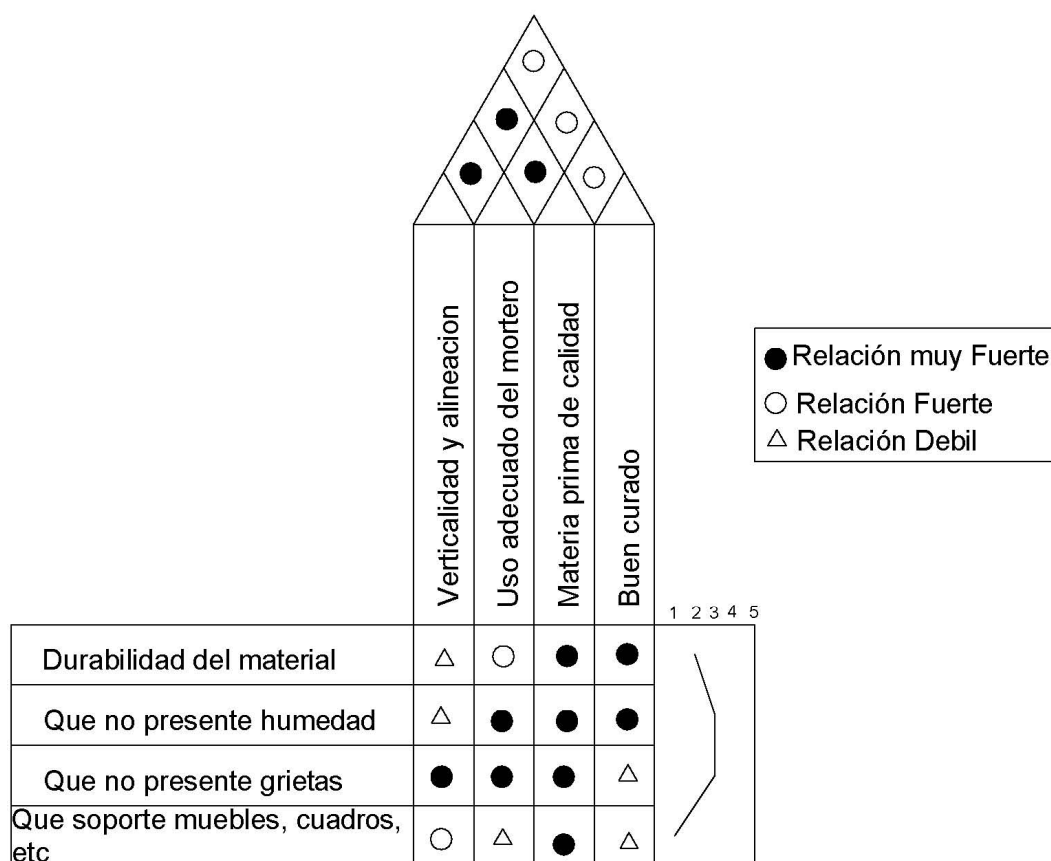 Verticalidad y alineacion
Uso adecuado del mortero
Materia prima de calidad
Buen curado
Relación muy Fuerte
Relación Fuerte
Relación Debil
1 2 3 4 5
Durabilidad del material
Que no presente humedad
Que no presente grietas
Que soporte muebles, cuadros,
etc